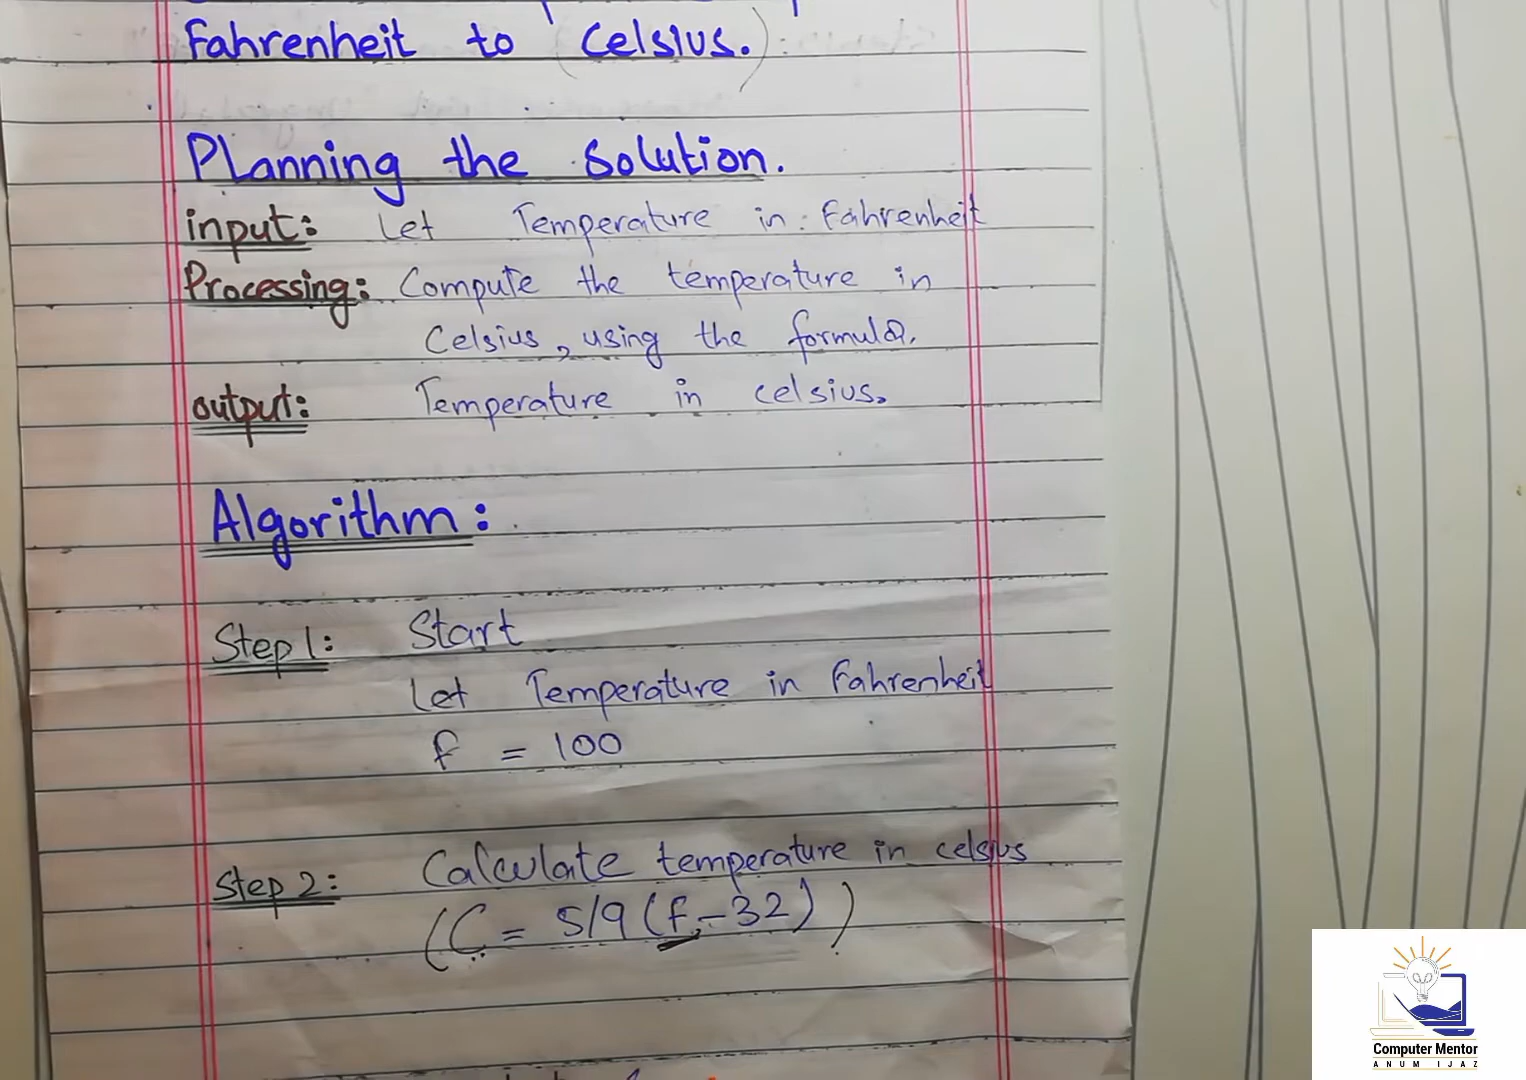 Fahrenheit to Celsius.
Planning the Solution.
input: Let Temperature in Fahrenheit
Processing: Compute the temperature in
Celsius, using the formula.
output: Temperature in celsius.
Algorithm:
Step 1: Start
Let Temperature in Fahrenheit
f = 100
Step 2: Calculate temperature in celsius
(C = 5/9 (f - 32))
Computer Mentor
ANUM IJAZ